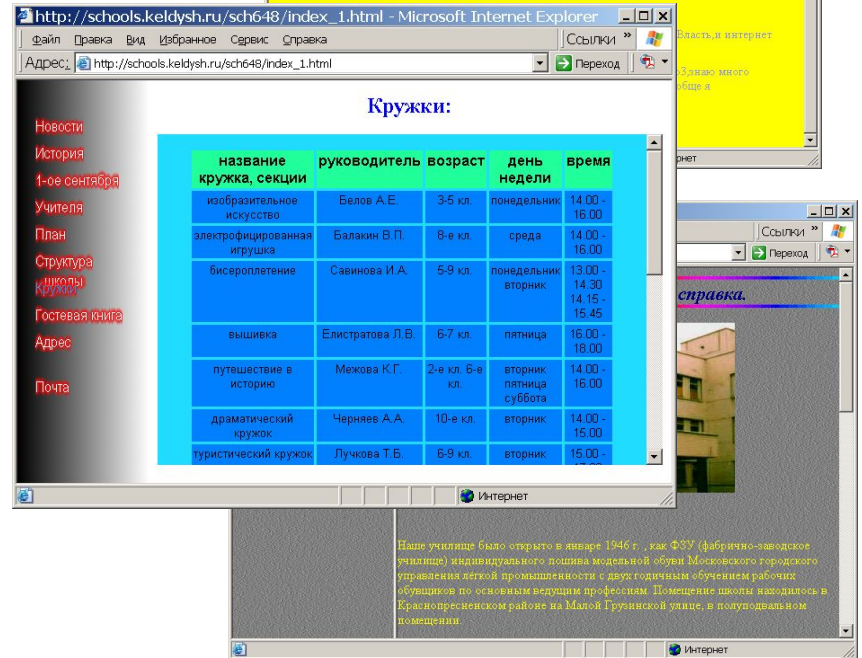 http://schools.keldysh.ru/sch648/index_1.html - Microsoft Internet Explorer
Файл Правка Вид Избранное Сервис Справка
Ссылки »
Адрес: http://schools.keldysh.ru/sch648/index_1.html
Переход
Кружки:
Новости
История
1-ое сентября
Учителя
План
Структура
школы
Кружки
Гостевая книга
Адрес
Почта
название кружка, секции руководитель возраст день недели время
изобразительное искусство Белов А.Е. 3-5 кл. понедельник 14.00 - 16.00
электрофицированная игрушка Балакин В.П. 8-е кл. среда 14.00 - 16.00
бисероплетение Савинова И.А. 5-9 кл. понедельник вторник 13.00 - 14.30 14.15 - 15.45
вышивка Елистратова Л.В. 6-7 кл. пятница 16.00 - 18.00
путешествие в историю Межова К.Г. 2-е кл. 6-е кл. вторник пятница суббота 14.00 - 16.00
драматический кружок Черняев А.А. 10-е кл. вторник 14.00 - 15.00
туристический кружок Лучкова Т.Б. 6-9 кл. вторник 15.00 -
Интернет
Власть,и интернет
знаю много
обще я
рнет
Ссылки »
Переход
справка.
Наше училище было открыто в январе 1946 г. , как ФЗУ (фабрично-заводское
училище) индивидуального пошива модельной обуви Московского городского
управления лёгкой промышленности с двух годичным обучением рабочих
обувщиков по основным ведущим профессиям. Помещение школы находилось в
Краснопресненском районе на Малой Грузинской улице, в полуподвальном
помещении.
Интернет